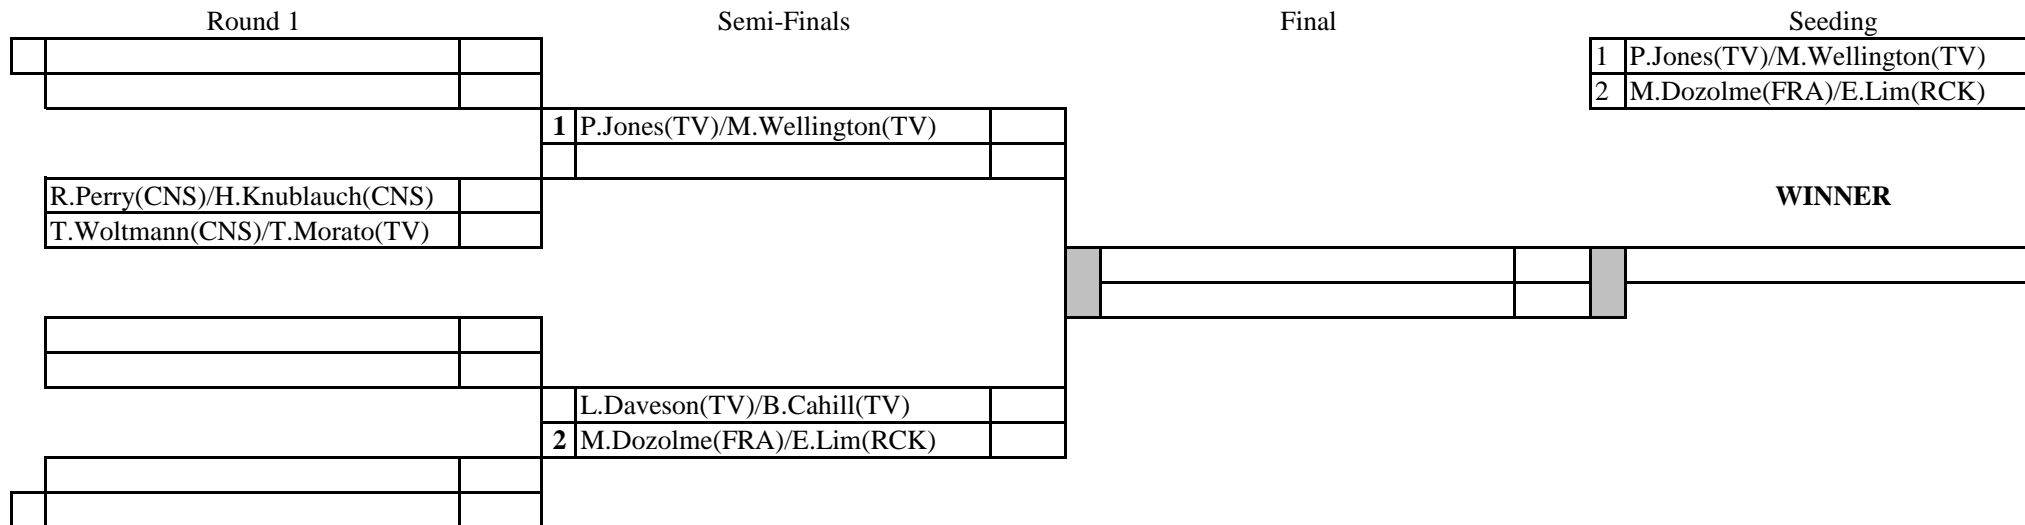 Round 1 Semi-Finals Final Seeding
1 P.Jones(TV)/M.Wellington(TV)
2 M.Dozolme(FRA)/E.Lim(RCK)
1 P.Jones(TV)/M.Wellington(TV)
R.Perry(CNS)/H.Knublauch(CNS) WINNER
T.Woltmann(CNS)/T.Morato(TV)
L.Daveson(TV)/B.Cahill(TV)
2 M.Dozolme(FRA)/E.Lim(RCK)